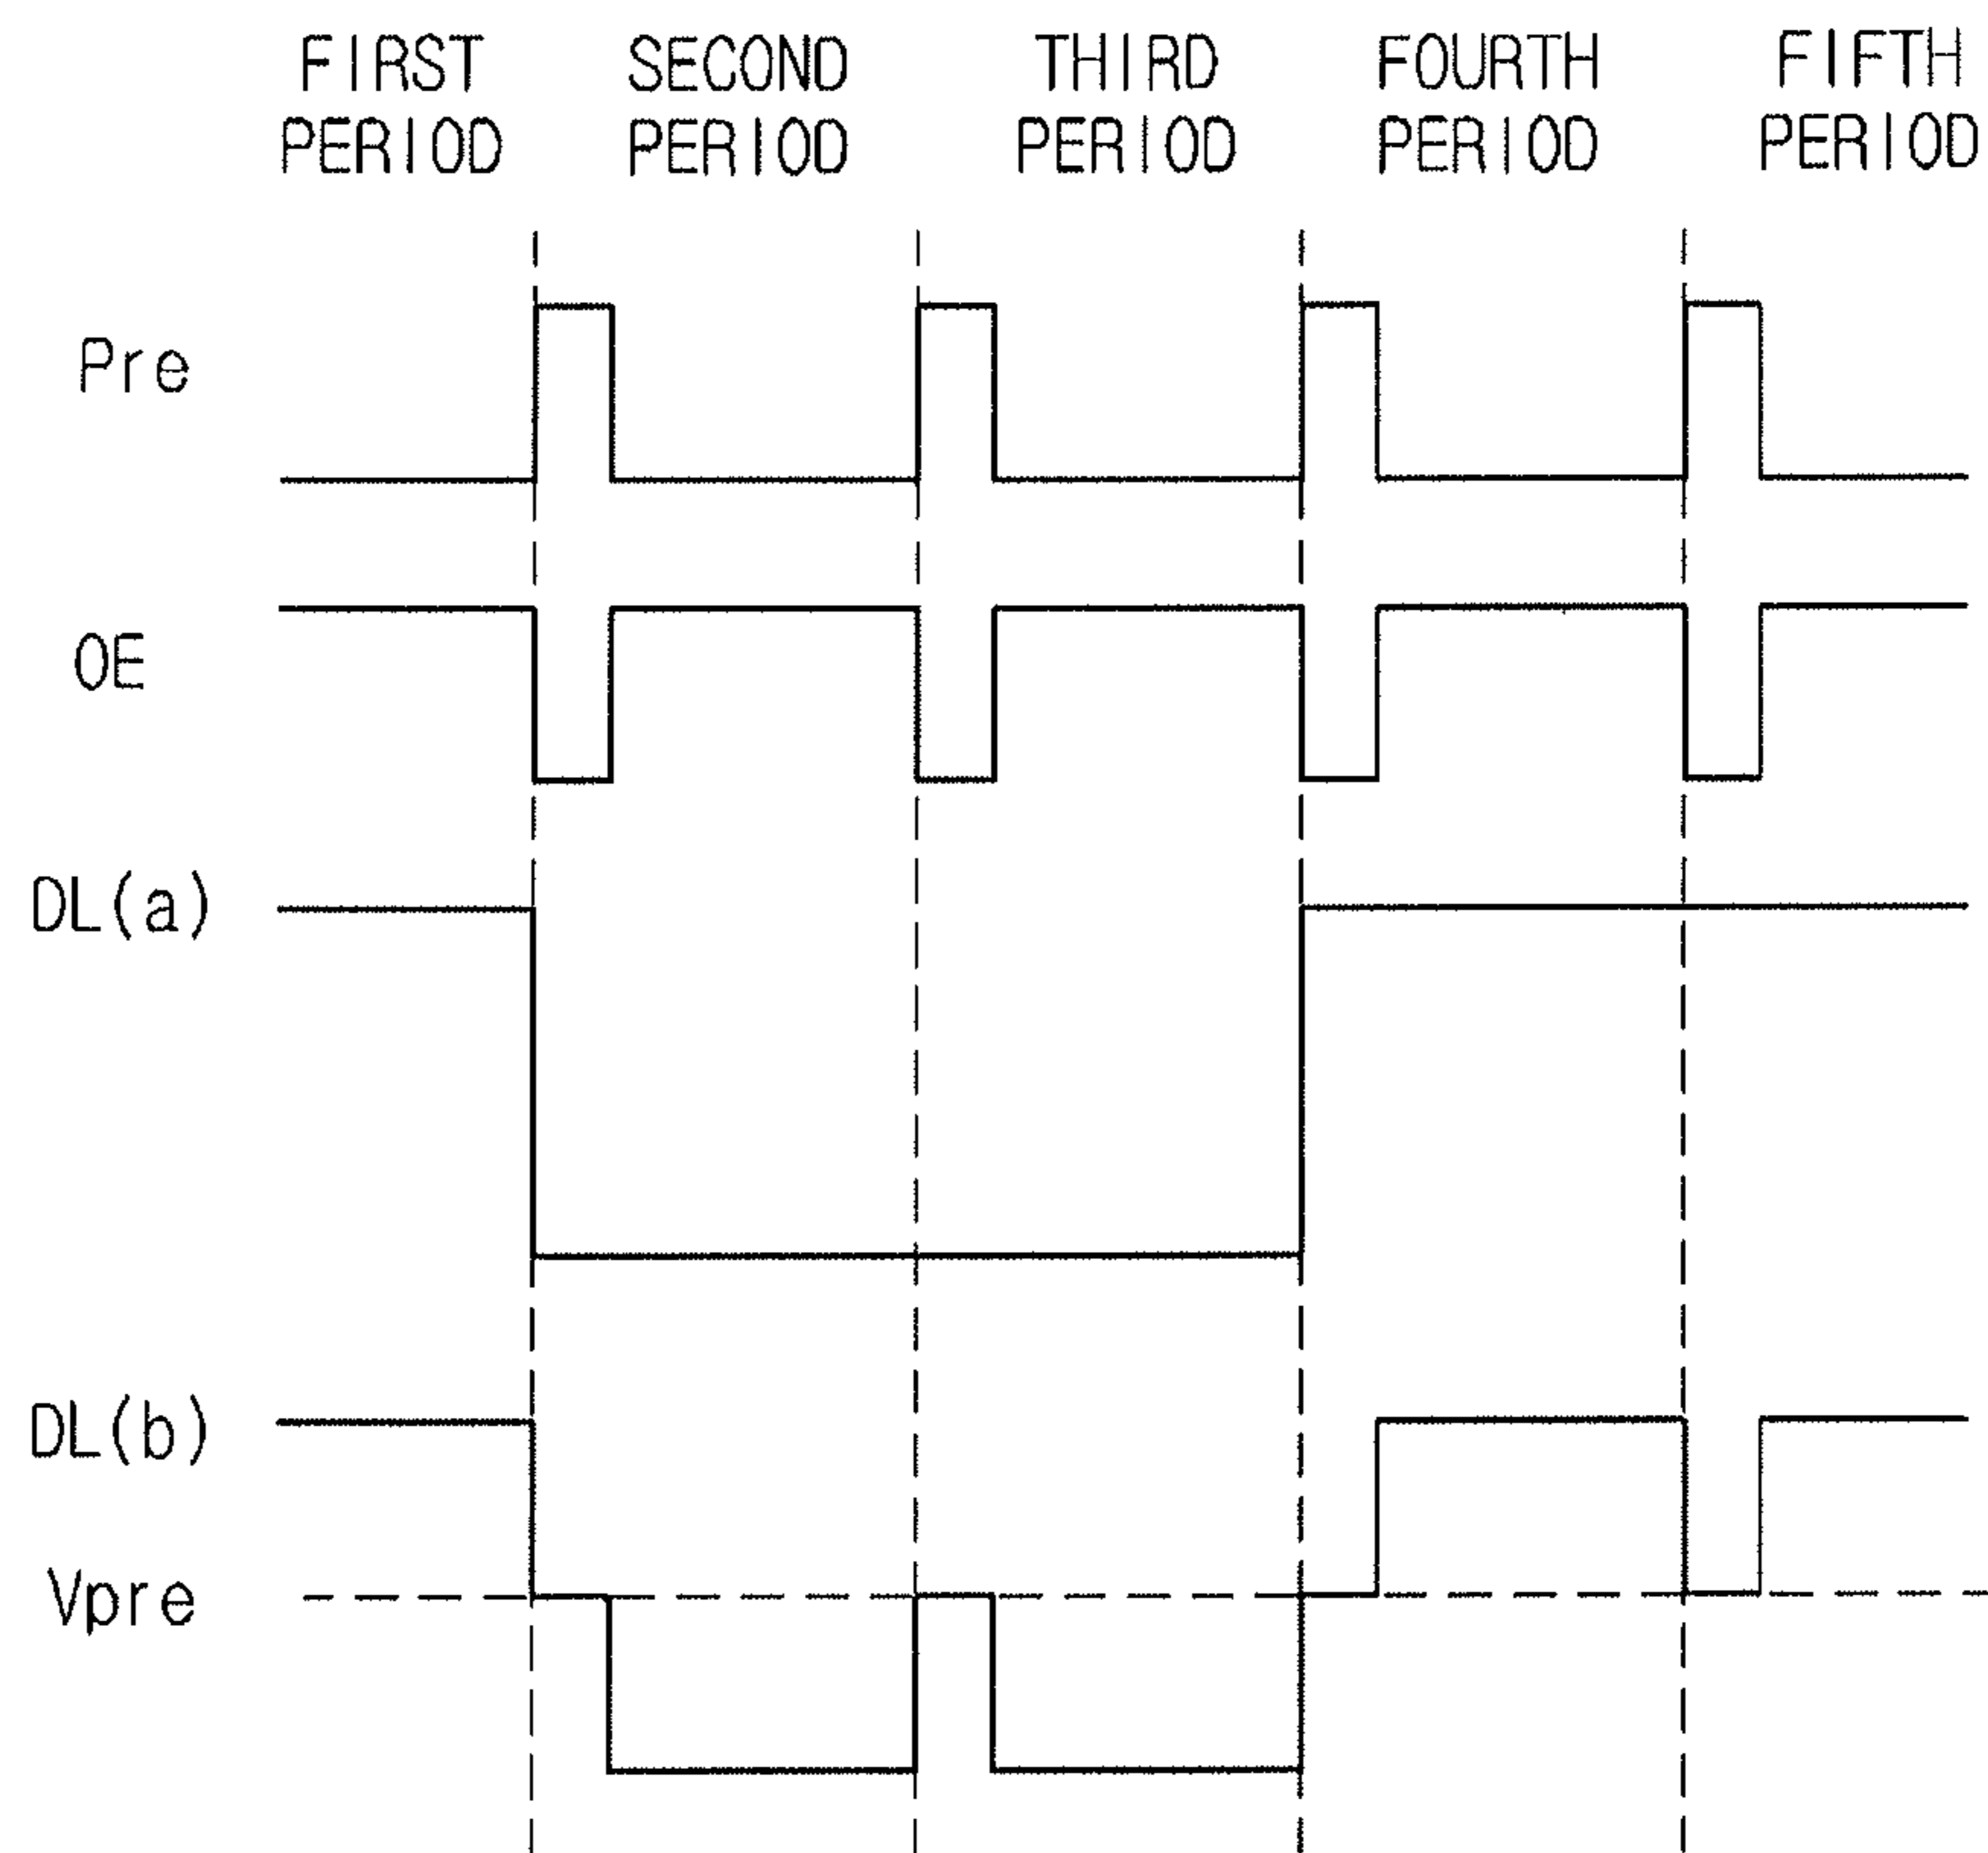 FIRST PERIOD
SECOND PERIOD
THIRD PERIOD
FOURTH PERIOD
FIFTH PERIOD
Pre
OE
DL(a)
DL(b)
Vpre